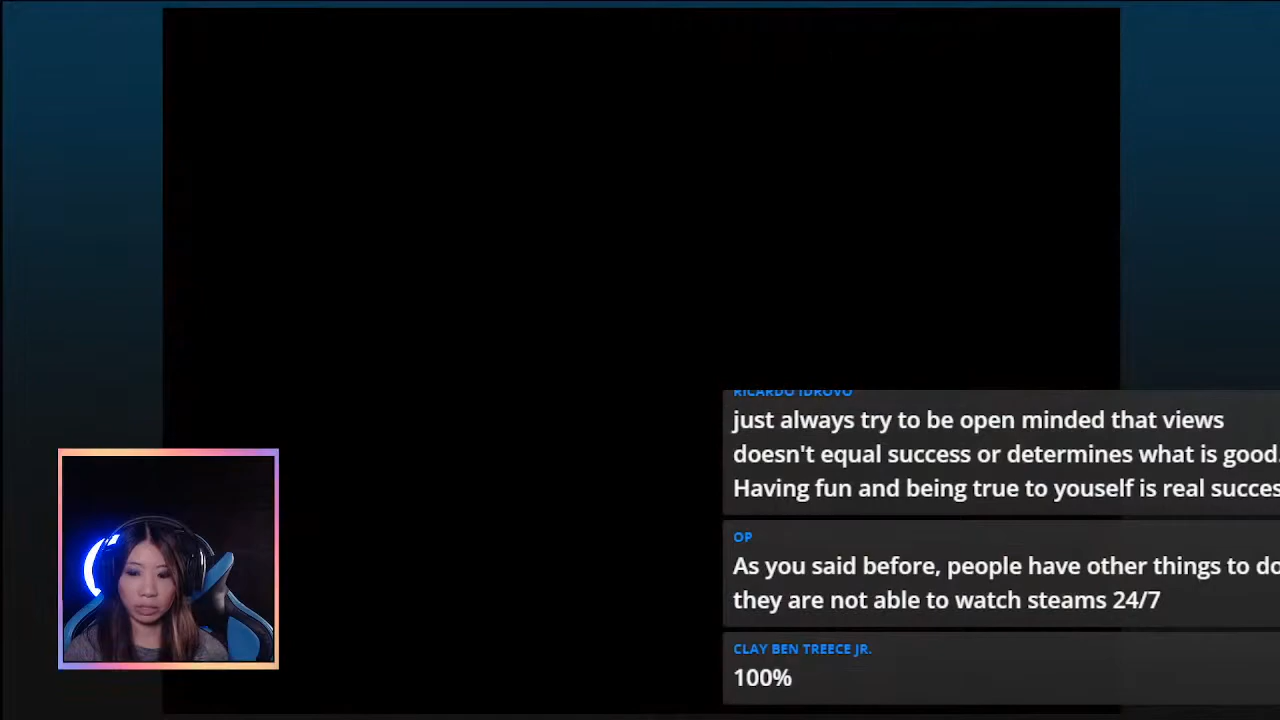 RICARDO IDROVO
just always try to be open minded that views
doesn't equal success or determines what is good.
Having fun and being true to youself is real succes
OP
As you said before, people have other things to do
they are not able to watch steams 24/7
CLAY BEN TREECE JR.
100%